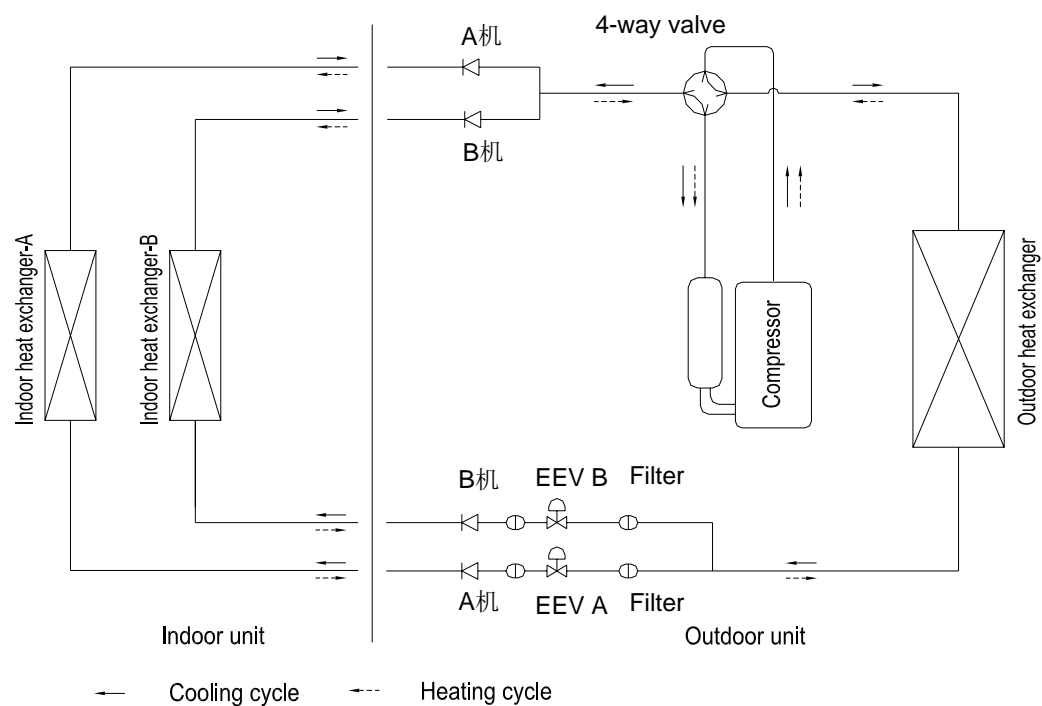 4-way valve
A机
B机
Indoor heat exchanger-A
Indoor heat exchanger-B
Compressor
Outdoor heat exchanger
B机 EEV B Filter
A机 EEV A Filter
Indoor unit
Outdoor unit
Cooling cycle
Heating cycle